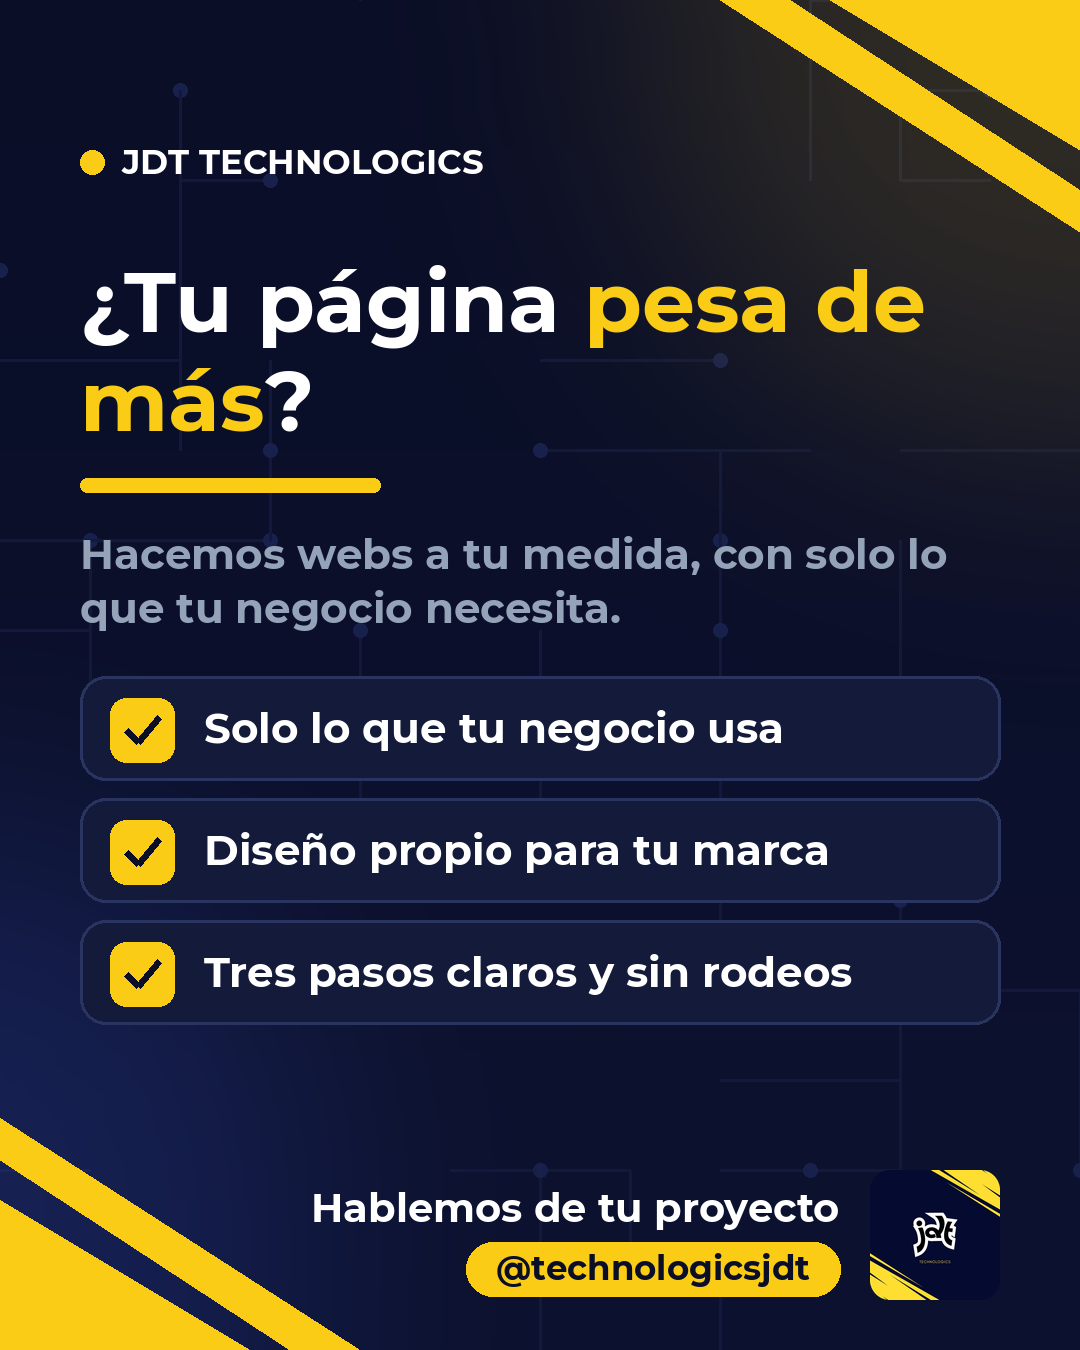 JDT TECHNOLOGICS
¿Tu página pesa de
más?
Hacemos webs a tu medida, con solo lo
que tu negocio necesita.
Solo lo que tu negocio usa
Diseño propio para tu marca
Tres pasos claros y sin rodeos
Hablemos de tu proyecto
@technologicsjdt
jdt
TECHNOLOGICS